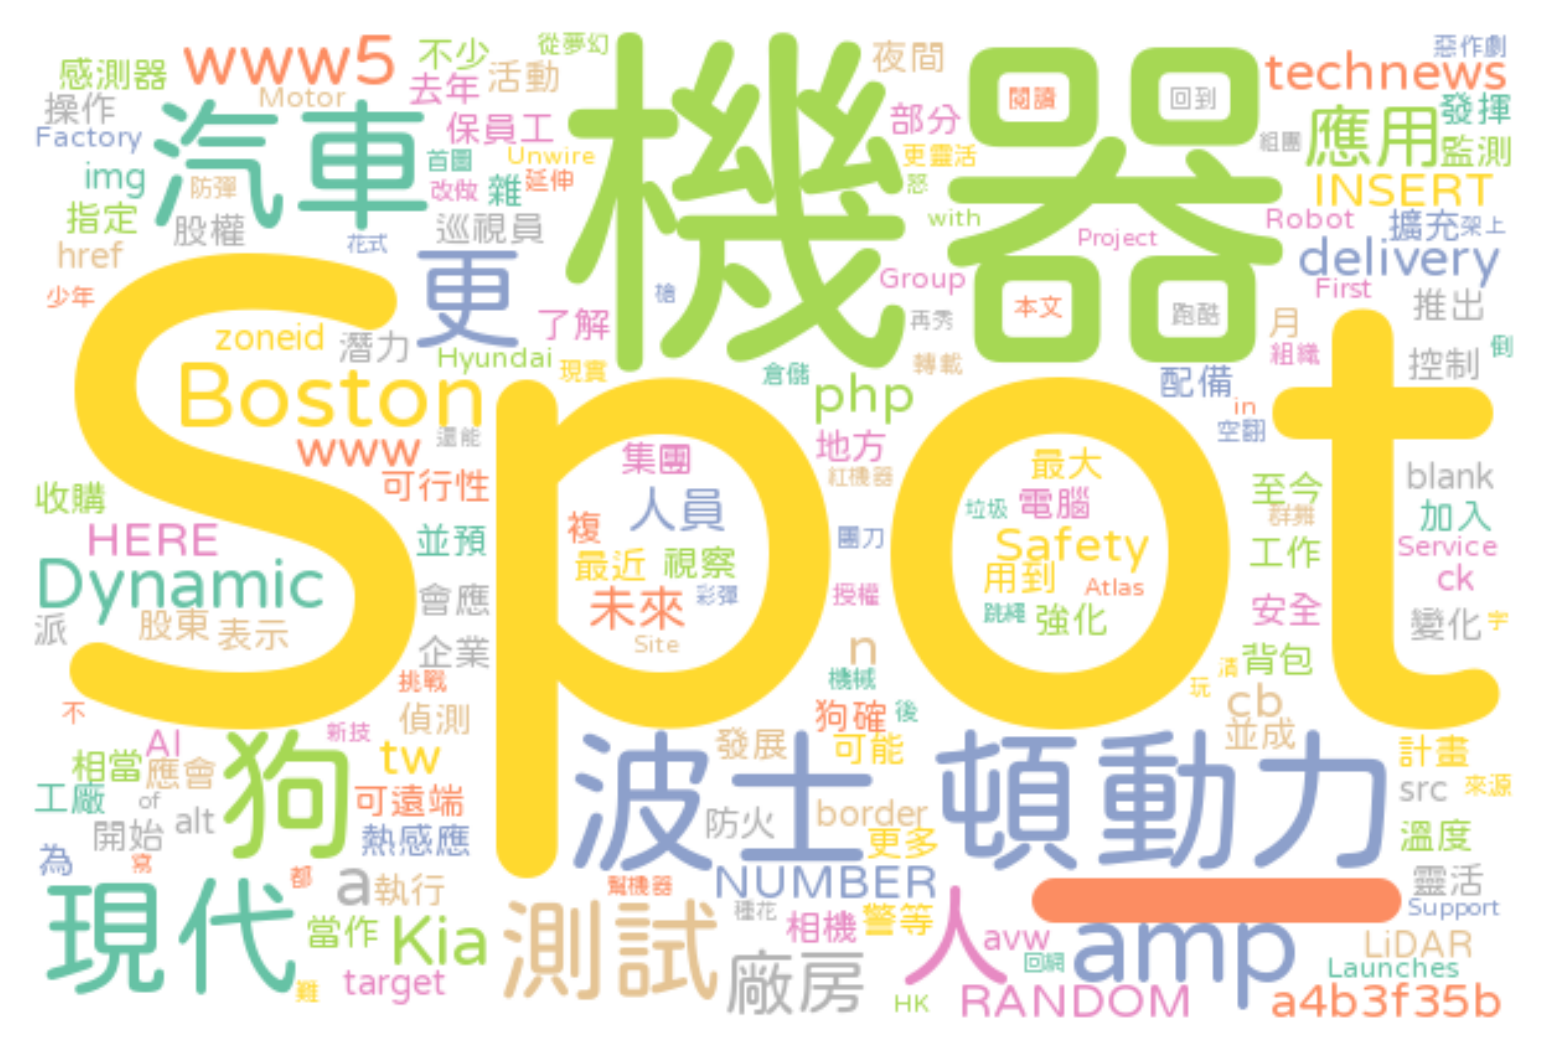 感測器
www5
不少
從夢幻
夜間
惡作劇
操作
Motor
去年
活動
機器
閱讀
回到
technews
Factory
汽車
保員工
部分
應用
發揮
img
首圖
Unwire
更靈活
組團
監測
防彈
改做
雜
延伸
怒
INSERT
指定
股權
花式
巡視員
with
Project
Robot
擴充
架上
href
更
Group
delivery
少年
槍
本文
First
推出
zoneid
潛力
了解
再秀
跑酷
月
Hyundai
現實
倉儲
轉載
組織
控制
倒
Spot
Boston
php
配備
in
空翻
www
還能
集團
地方
最大
收購
可行性
紅機器
至今
blank
HERE
複
人員
垃圾
電腦
群舞
加入
並預
團刀
Safety
工作
Service
Dynamic
最近
視察
用到
Atlas
ck
會應
未來
彩彈
授權
跳繩
強化
安全
派
股東
表示
企業
Site
n
變化
字
挑戰
機械
清
背包
不
偵測
狗確
後
玩
cb
AI
新技
發展
可能
並成
相當
應會
狗
tw
波士
頓動力
計畫
工廠
of
可遠端
防火
border
src
來源
開始
alt
熱感應
更多
溫度
為
寫
都
a
執行
幫機器
NUMBER
靈活
現代
當作
Kia
測試
種花
相機
警等
人
Support
難
target
廠房
avw
回網
amp
LiDAR
Launches
HK
RANDOM
a4b3f35b